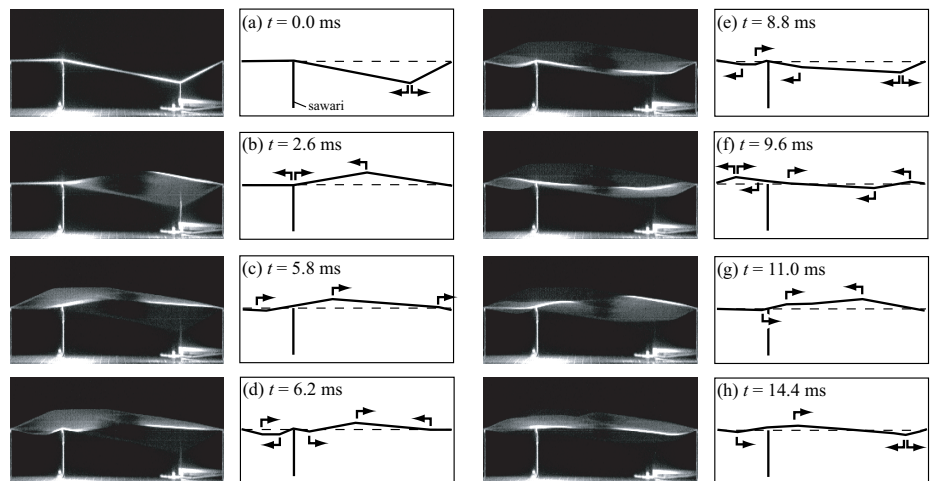 (a) t = 0.0 ms
sawari
(b) t = 2.6 ms
(c) t = 5.8 ms
(d) t = 6.2 ms
(e) t = 8.8 ms
(f) t = 9.6 ms
(g) t = 11.0 ms
(h) t = 14.4 ms